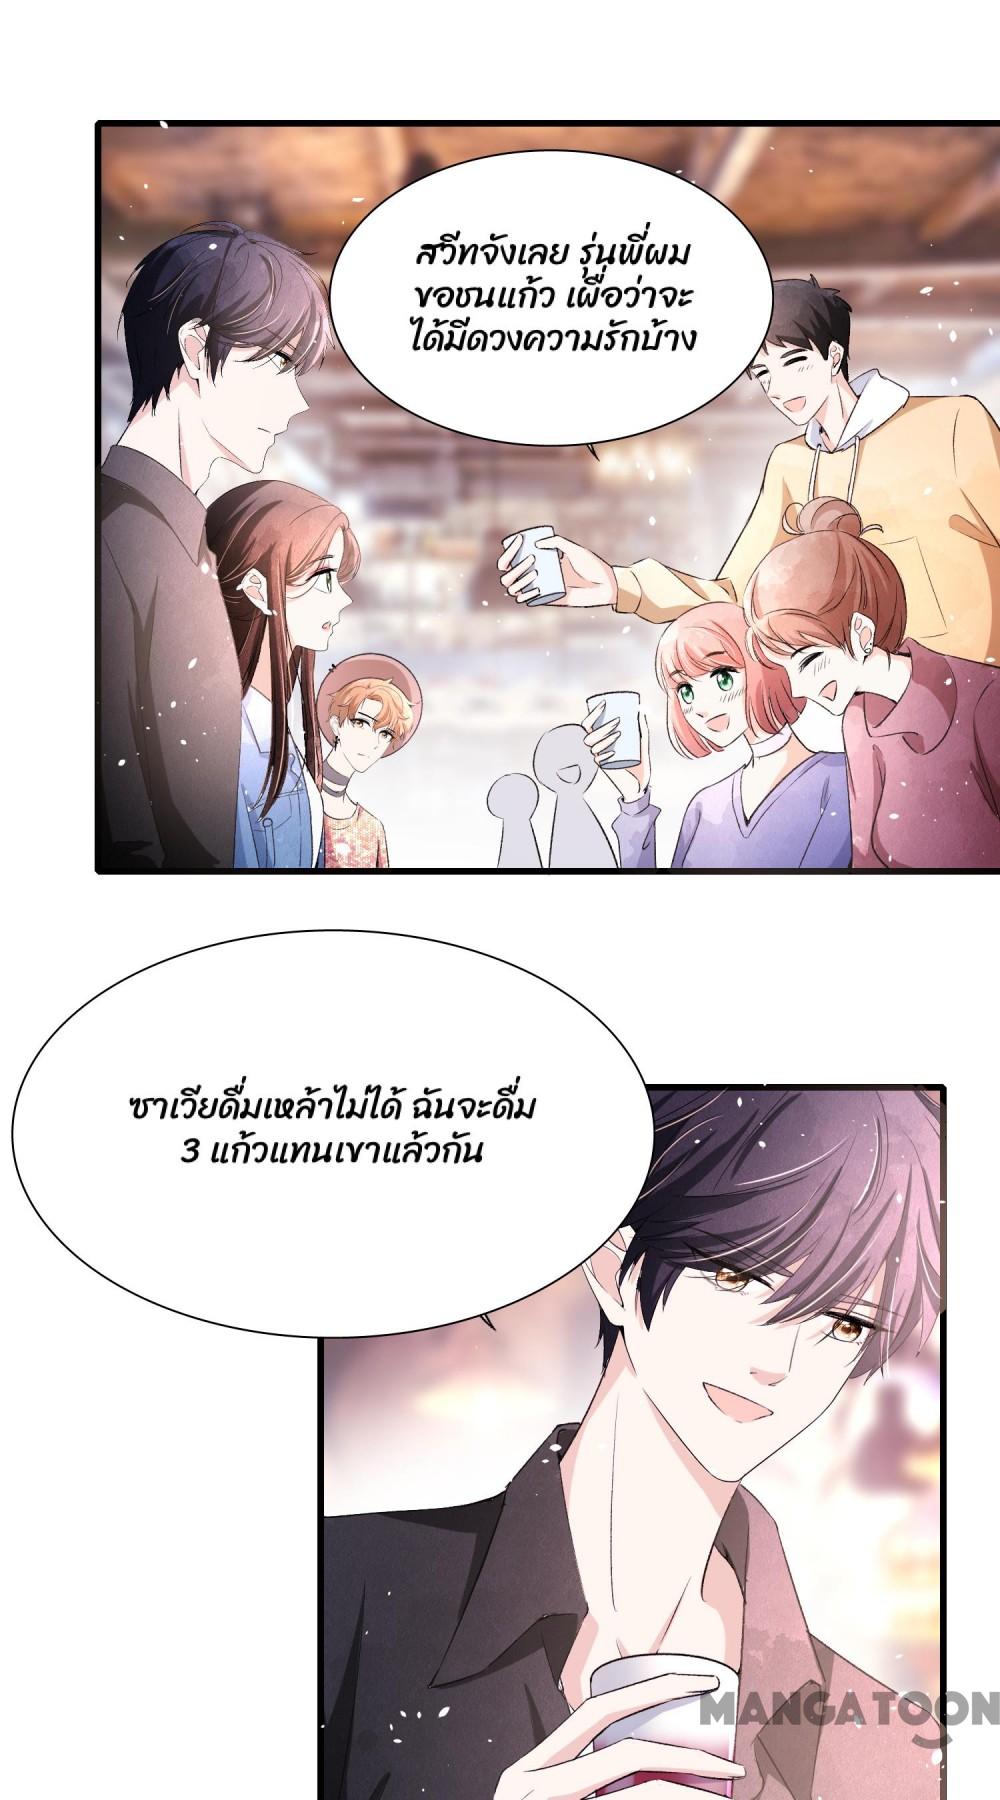 สวีทจังเลย รุ่นพี่ผม
ขอชนแก้ว เผื่อว่าจะ
ได้มีดวงความรักบ้าง
ซาเวียดื่มเหล้าไม่ได้ ฉันจะดื่ม
3 แก้วแทนเขาแล้วกัน
MANGATOON